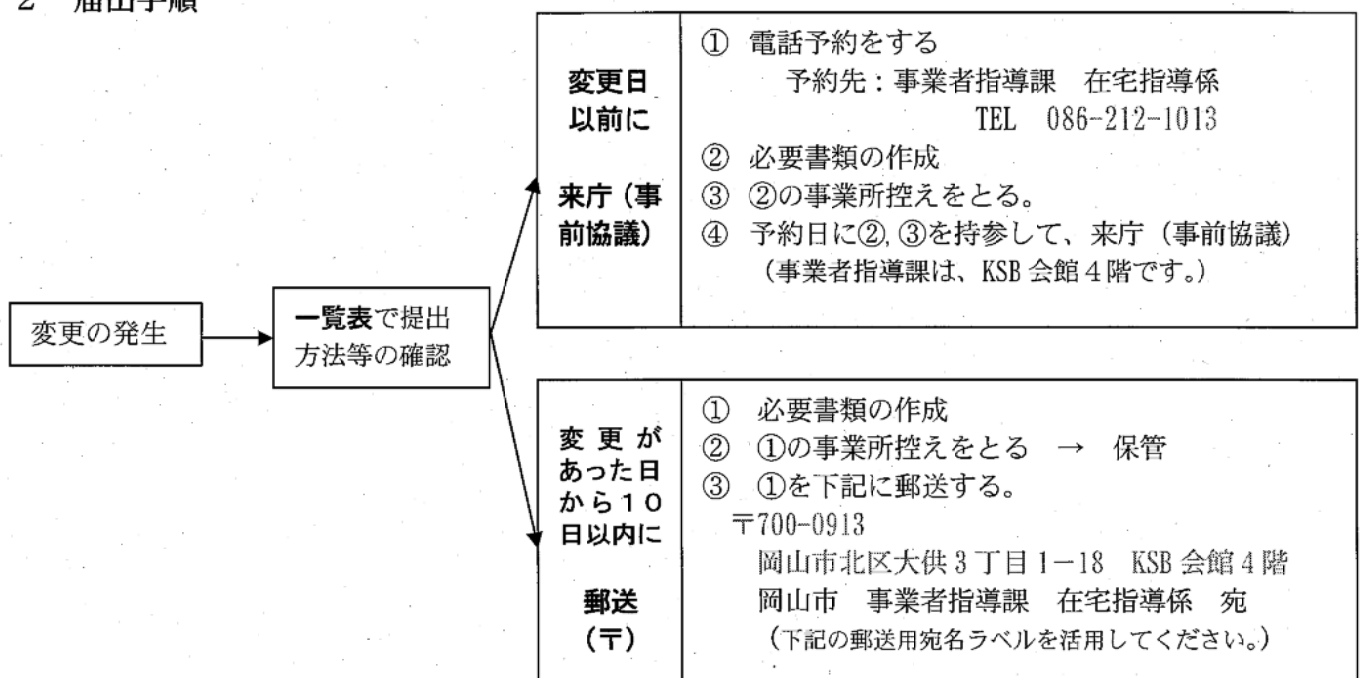 2　届出手順
変更の発生
一覧表で提出
方法等の確認
変更日
以前に
来庁（事
前協議）
① 電話予約をする
予約先：事業者指導課　在宅指導係
TEL　086-212-1013
② 必要書類の作成
③ ②の事業所控えをとる。
④ 予約日に②,③を持参して、来庁（事前協議）
（事業者指導課は、KSB会館４階です。）
変更が
あった日
から１０
日以内に
郵送
（〒）
① 必要書類の作成
② ①の事業所控えをとる　→　保管
③ ①を下記に郵送する。
〒700-0913
岡山市北区大供３丁目１－18　KSB会館４階
岡山市　事業者指導課　在宅指導係　宛
（下記の郵送用宛名ラベルを活用してください。）